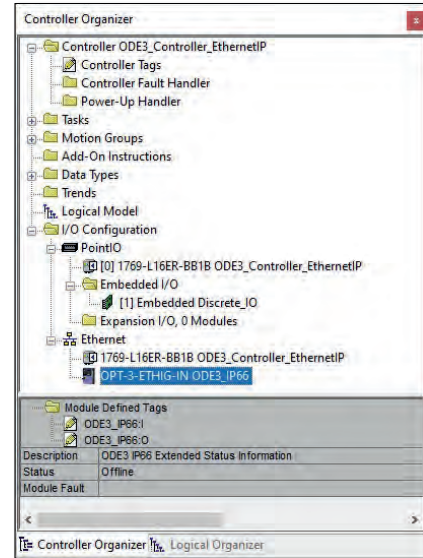 Controller Organizer
Controller ODE3_Controller_EthernetIP
Controller Tags
Controller Fault Handler
Power-Up Handler
Tasks
Motion Groups
Add-On Instructions
Data Types
Trends
Logical Model
I/O Configuration
PointIO
[0] 1769-L16ER-BB1B ODE3_Controller_EthernetIP
Embedded I/O
[1] Embedded Discrete_IO
Expansion I/O, 0 Modules
Ethernet
1769-L16ER-BB1B ODE3_Controller_EthernetIP
OPT-3-ETHIG-IN ODE3_IP66
Module Defined Tags
ODE3_IP66:I
ODE3_IP66:O
Description ODE3 IP66 Extended Status Information
Status Offline
Module Fault
Controller Organizer Logical Organizer